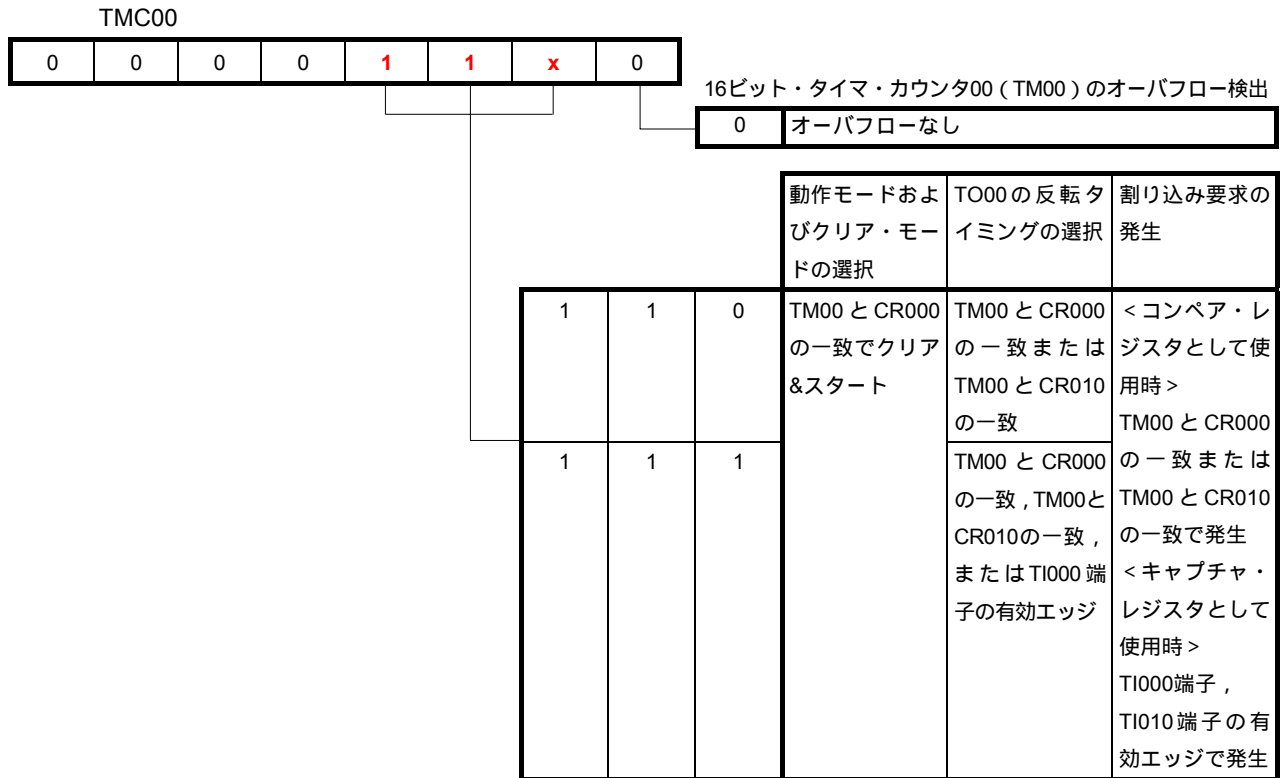 TMC00
0 0 0 0 1 1 x 0
16ビット・タイマ・カウンタ00（TM00）のオーバフロー検出
0 オーバフローなし
動作モードおよ
びクリア・モー
ドの選択
TO00の反転タ
イミングの選択
割り込み要求の
発生
1 1 0
TM00 と CR000
の一致でクリア
&スタート
TM00 と CR000
の一致または
TM00 と CR010
の一致
＜コンペア・レ
ジスタとして使
用時＞
TM00 と CR000
の一致または
TM00 と CR010
の一致で発生
＜キャプチャ・
レジスタとして
使用時＞
TI000端子，
TI010端子の有
効エッジで発生
1 1 1
TM00 と CR000
の一致，TM00と
CR010の一致，
またはTI000端
子の有効エッジ